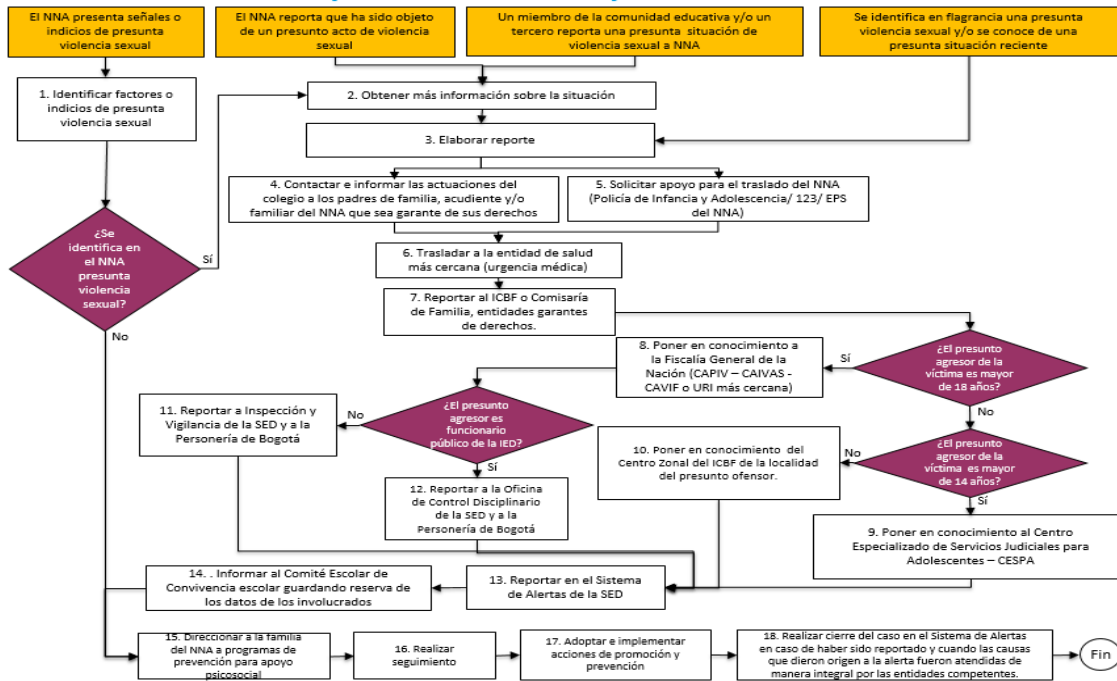 El NNA presenta señales o
indicios de presunta
violencia sexual
El NNA reporta que ha sido objeto
de un presunto acto de violencia
sexual
Un miembro de la comunidad educativa y/o un
tercero reporta una presunta situación de
violencia sexual a NNA
Se identifica en flagrancia una presunta
violencia sexual y/o se conoce de una
presunta situación reciente
1. Identificar factores o
indicios de presunta
violencia sexual
2. Obtener más información sobre la situación
3. Elaborar reporte
4. Contactar e informar las actuaciones del
colegio a los padres de familia, acudiente y/o
familiar del NNA que sea garante de sus derechos
5. Solicitar apoyo para el traslado del NNA
(Policía de Infancia y Adolescencia/ 123/ EPS
del NNA)
¿Se
identifica en
el NNA
presunta
violencia
sexual?
Sí
No
6. Trasladar a la entidad de salud
más cercana (urgencia médica)
7. Reportar al ICBF o Comisaría
de Familia, entidades garantes
de derechos.
8. Poner en conocimiento a
la Fiscalía General de la
Nación (CAPIV – CAIVAS -
CAVIF o URI más cercana)
Sí
¿El presunto
agresor de la
víctima es mayor
de 18 años?
No
11. Reportar a Inspección y
Vigilancia de la SED y a la
Personería de Bogotá
No
¿El presunto
agresor es
funcionario
público de la IED?
Sí
10. Poner en conocimiento del
Centro Zonal del ICBF de la localidad
del presunto ofensor.
No
¿El presunto
agresor de la
víctima es mayor
de 14 años?
Sí
12. Reportar a la Oficina
de Control Disciplinario
de la SED y a la
Personería de Bogotá
9. Poner en conocimiento al Centro
Especializado de Servicios Judiciales para
Adolescentes – CESPA
14. . Informar al Comité Escolar de
Convivencia escolar guardando reserva de
los datos de los involucrados
13. Reportar en el Sistema
de Alertas de la SED
15. Direccionar a la familia
del NNA a programas de
prevención para apoyo
psicosocial
16. Realizar
seguimiento
17. Adoptar e implementar
acciones de promoción y
prevención
18. Realizar cierre del caso en el Sistema de Alertas
en caso de haber sido reportado y cuando las causas
que dieron origen a la alerta fueron atendidas de
manera integral por las entidades competentes.
Fin